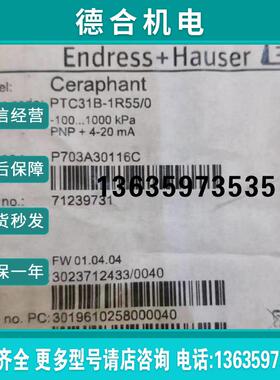 德合机电
Endress+Hauser
el:
Ceraphant
PTC31B-1R55/0
信经营
-100...1000 kPa
PNP + 4-20 mA
P703A30116C
后保障
13635973535
no.:
71239731
货秒发
FW 01.04.04
保一年
3023712433/0040
no. PC: 3019610258000040
%齐全 更多型号请店咨询 电话:136359